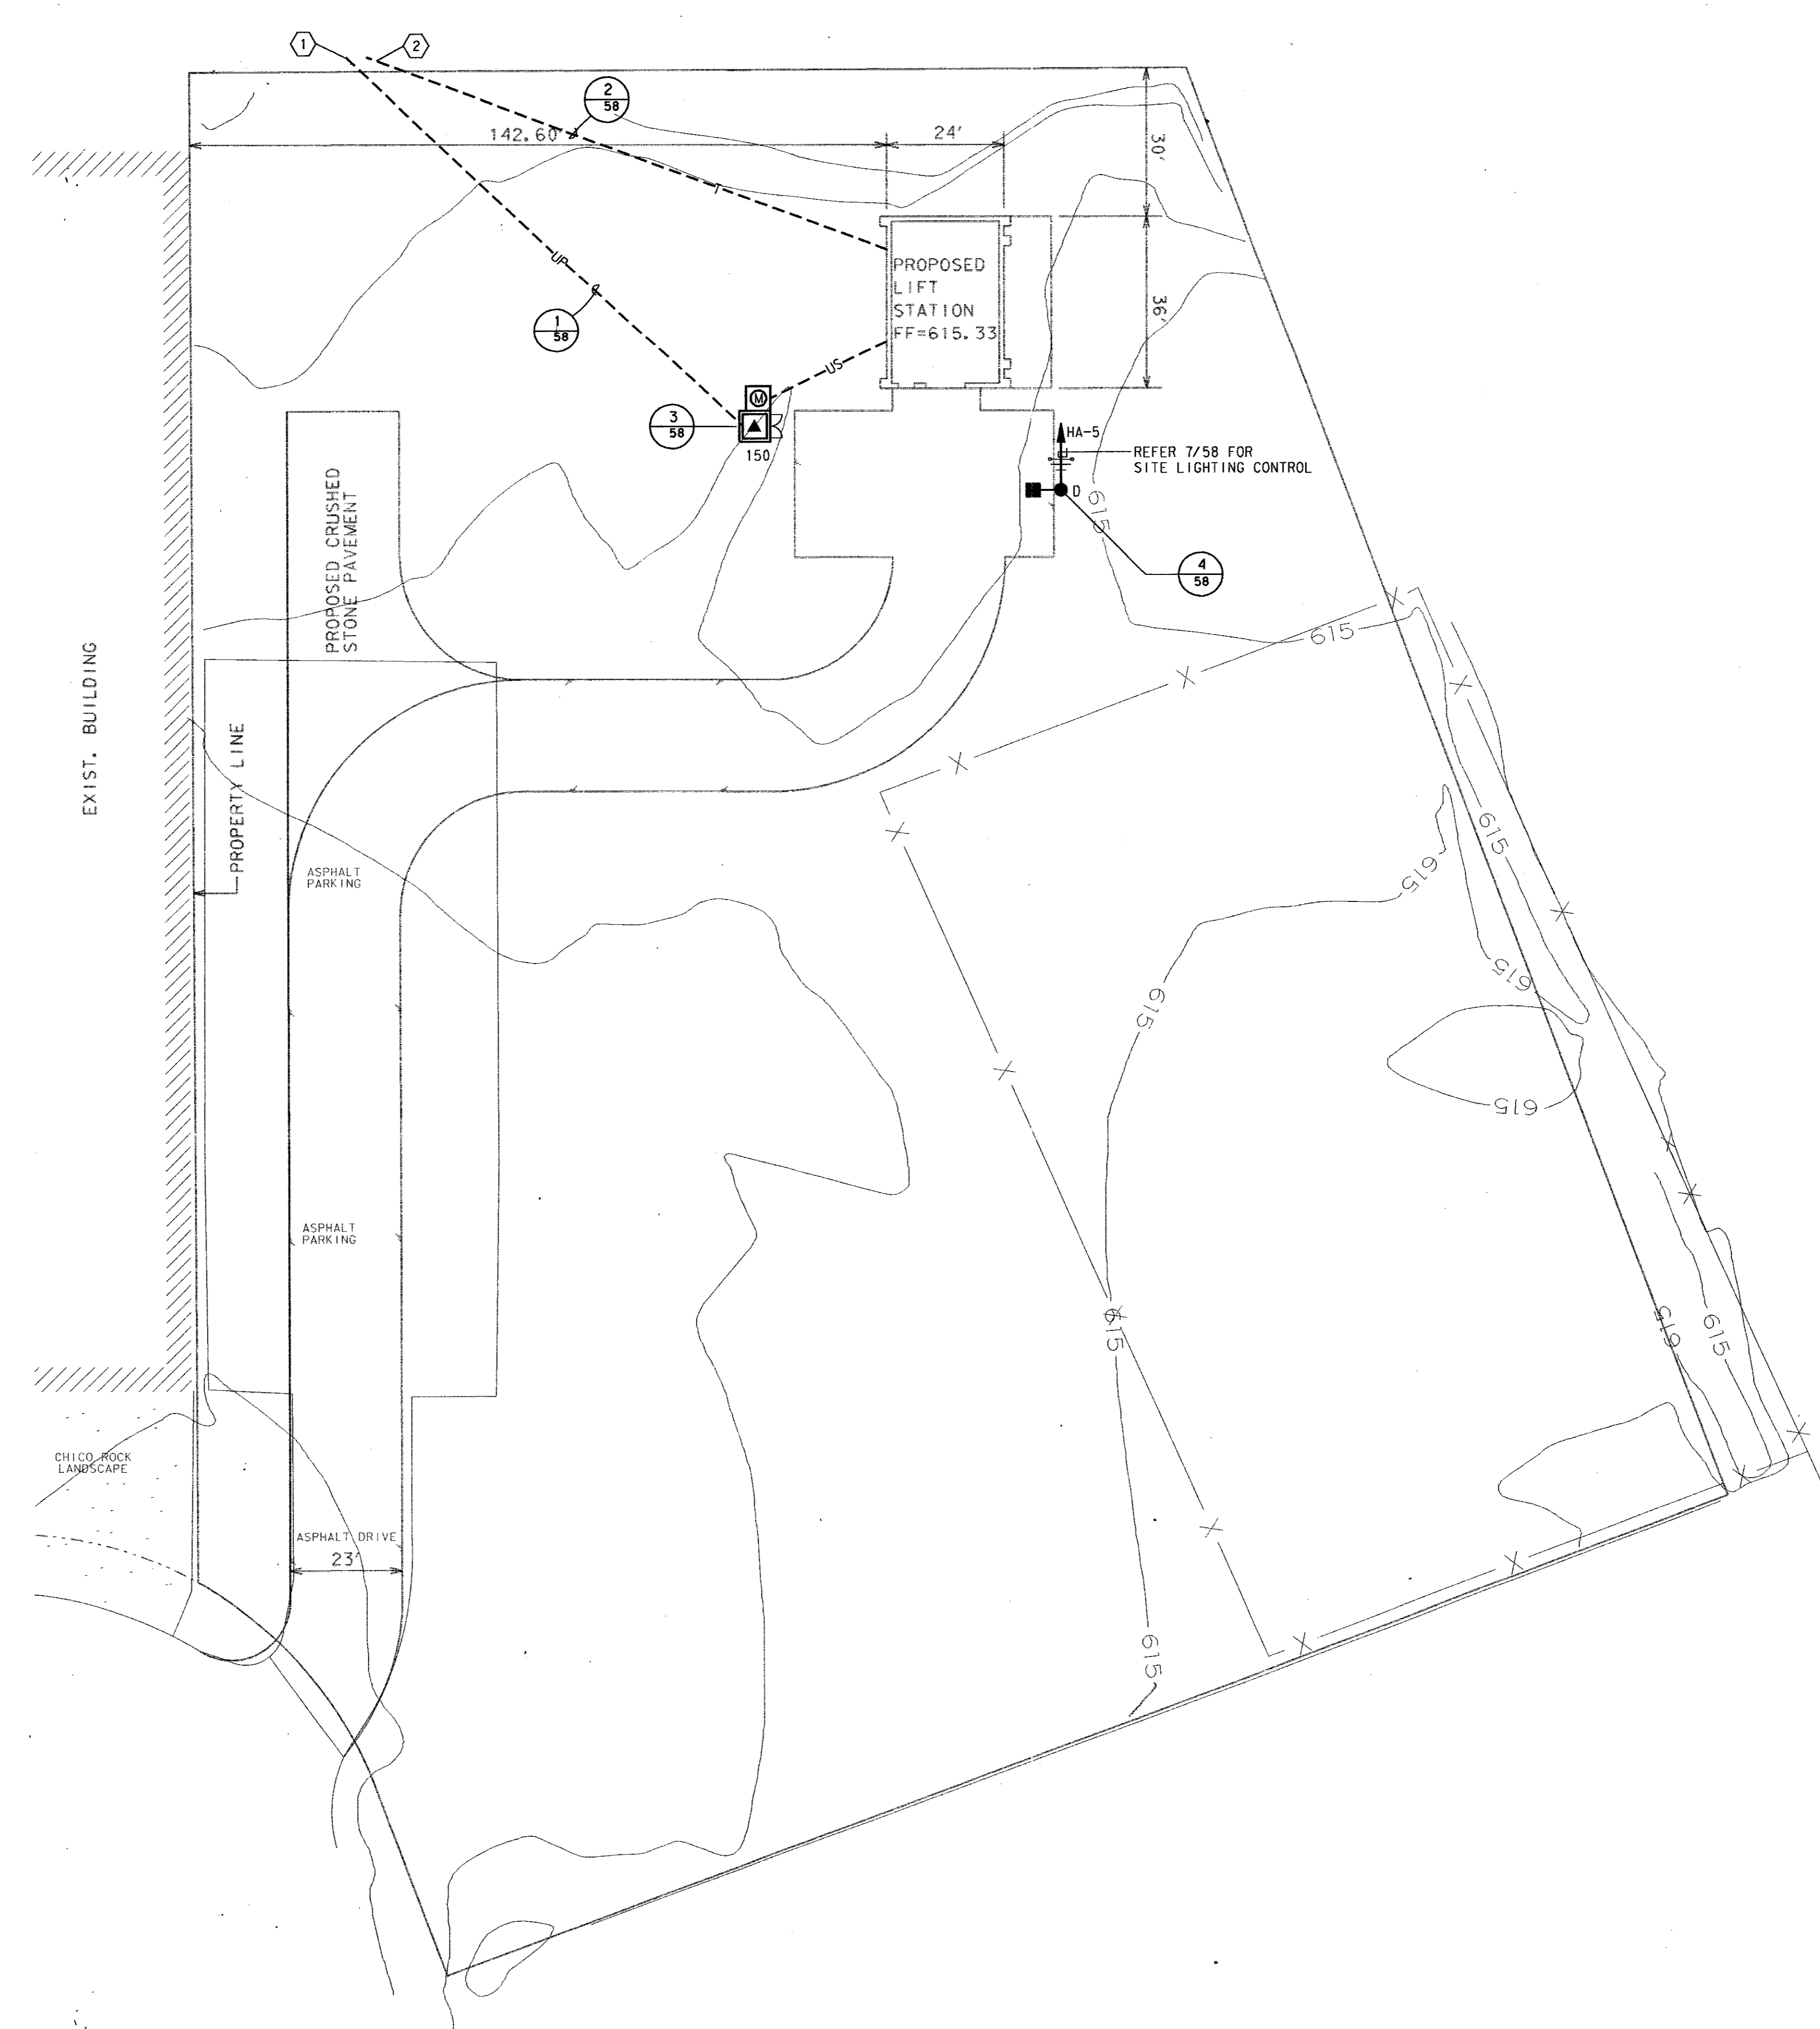 1
2
2
58
142.60'
24'
30'
UP
T
PROPOSED
LIFT
STATION
FF=615.33
36'
1
58
US
M
3
58
150
HA-5
REFER 7/58 FOR
SITE LIGHTING CONTROL
D
615
4
58
PROPOSED CRUSHED
STONE PAVEMENT
X
615
X
X
EXIST. BUILDING
PROPERTY LINE
X
X
615
ASPHALT
PARKING
615
X
615
615
X
615
X
X
ASPHALT
PARKING
615
X
615
615
X
CHICO ROCK
LANDSCAPE
X
X
ASPHALT DRIVE
23'
X
615
X